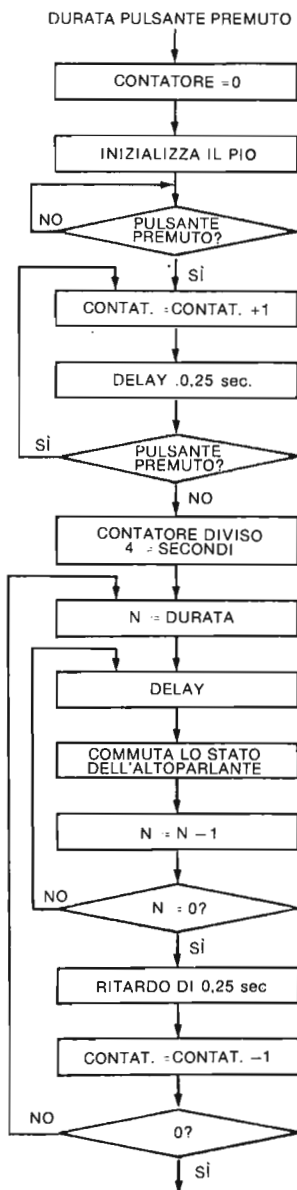 DURATA PULSANTE PREMUTO
CONTATORE =0
INIZIALIZZA IL PIO
NO
PULSANTE
PREMUTO?
SÌ
CONTAT. =CONTAT. +1
DELAY .0,25 sec.
SÌ
PULSANTE
PREMUTO?
NO
CONTATORE DIVISO
4 = SECONDI
N = DURATA
DELAY
COMMUTA LO STATO
DELL'ALTOPARLANTE
N = N −1
NO
N = 0?
SÌ
RITARDO DI 0,25 sec
CONTAT. =CONTAT. −1
NO
0?
SÌ